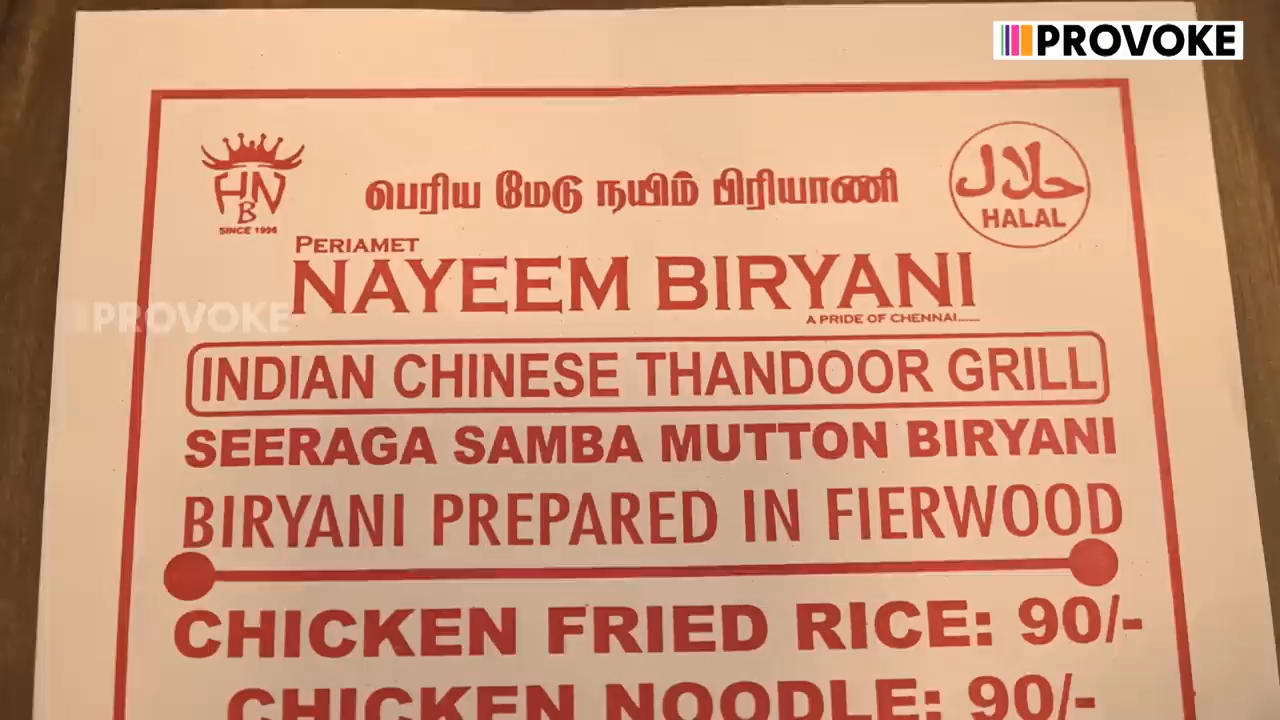 PROVOKE
HNB
SINCE 1996
பெரிய மேடு நயிம் பிரியாணி
حلال
HALAL
PERIAMET
NAYEEM BIRYANI
A PRIDE OF CHENNAI......
PROVOKE
INDIAN CHINESE THANDOOR GRILL
SEERAGA SAMBA MUTTON BIRYANI
BIRYANI PREPARED IN FIERWOOD
CHICKEN FRIED RICE: 90/-
CHICKEN NOODLE: 90/-